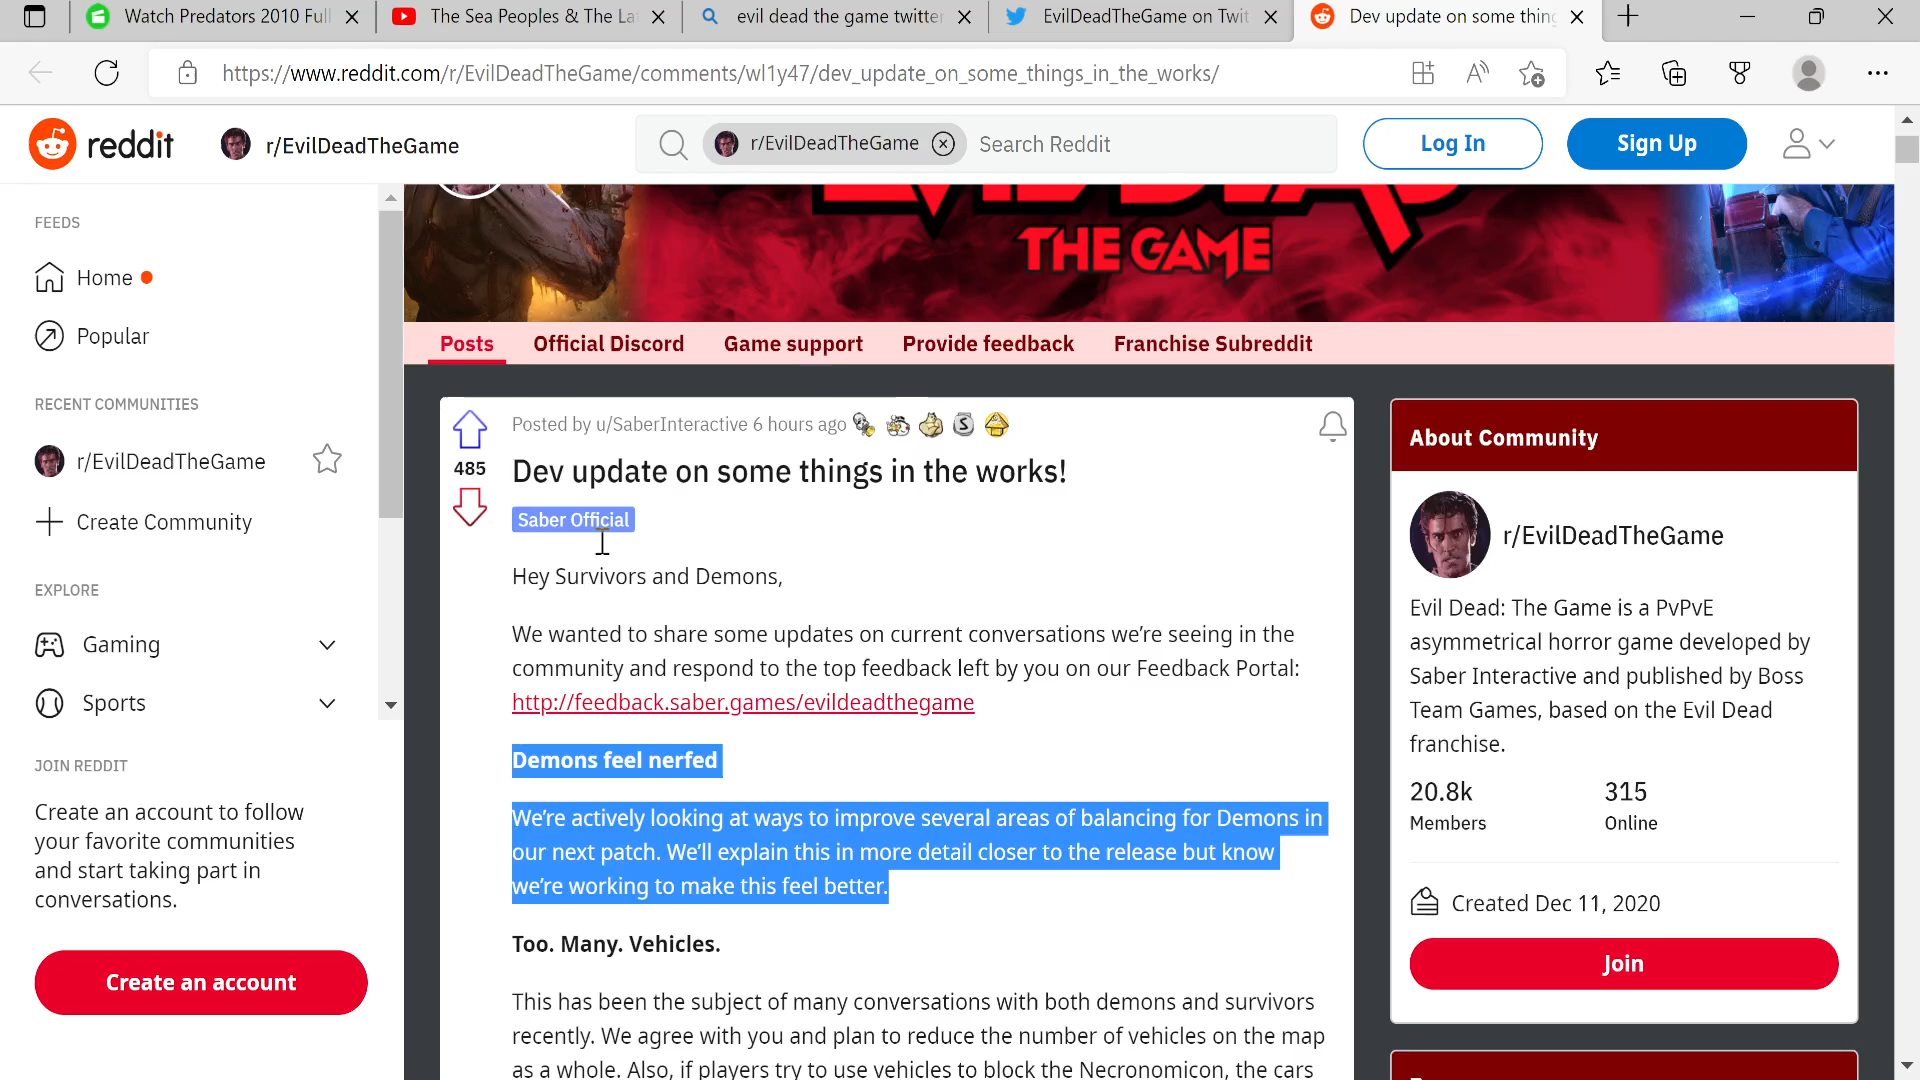 Watch Predators 2010 Full
The Sea Peoples & The La
evil dead the game twitter
EvilDeadTheGame on Twit
Dev update on some thing
https://www.reddit.com/r/EvilDeadTheGame/comments/wl1y47/dev_update_on_some_things_in_the_works/
reddit
r/EvilDeadTheGame
r/EvilDeadTheGame
Search Reddit
Log In
Sign Up
FEEDS
Home
Popular
RECENT COMMUNITIES
r/EvilDeadTheGame
Create Community
EXPLORE
Gaming
Sports
JOIN REDDIT
Create an account to follow
your favorite communities
and start taking part in
conversations.
Create an account
EVIL DEAD
THE GAME
Posts
Official Discord
Game support
Provide feedback
Franchise Subreddit
485
Posted by u/SaberInteractive 6 hours ago
Dev update on some things in the works!
Saber Official
Hey Survivors and Demons,
We wanted to share some updates on current conversations we're seeing in the
community and respond to the top feedback left by you on our Feedback Portal:
http://feedback.saber.games/evildeadthegame
Demons feel nerfed
We're actively looking at ways to improve several areas of balancing for Demons in
our next patch. We'll explain this in more detail closer to the release but know
we're working to make this feel better.
Too. Many. Vehicles.
This has been the subject of many conversations with both demons and survivors
recently. We agree with you and plan to reduce the number of vehicles on the map
as a whole. Also, if players try to use vehicles to block the Necronomicon, the cars
About Community
r/EvilDeadTheGame
Evil Dead: The Game is a PvPvE
asymmetrical horror game developed by
Saber Interactive and published by Boss
Team Games, based on the Evil Dead
franchise.
20.8k
Members
315
Online
Created Dec 11, 2020
Join